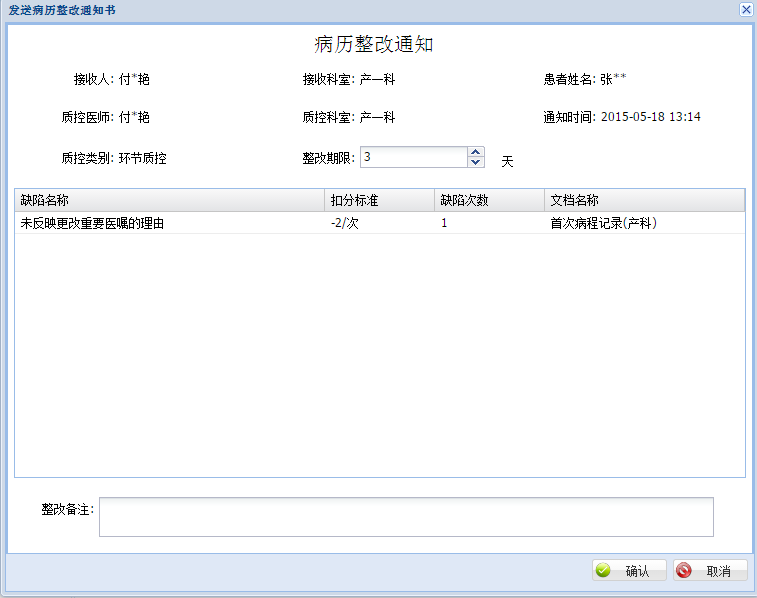 发送病历整改通知书
病历整改通知
接收人: 付*艳 接收科室: 产一科 患者姓名: 张**
质控医师: 付*艳 质控科室: 产一科 通知时间: 2015-05-18 13:14
质控类别: 环节质控 整改期限: 3 天
缺陷名称 扣分标准 缺陷次数 文档名称
未反映更改重要医嘱的理由 -2/次 1 首次病程记录(产科)
整改备注:
确认 取消